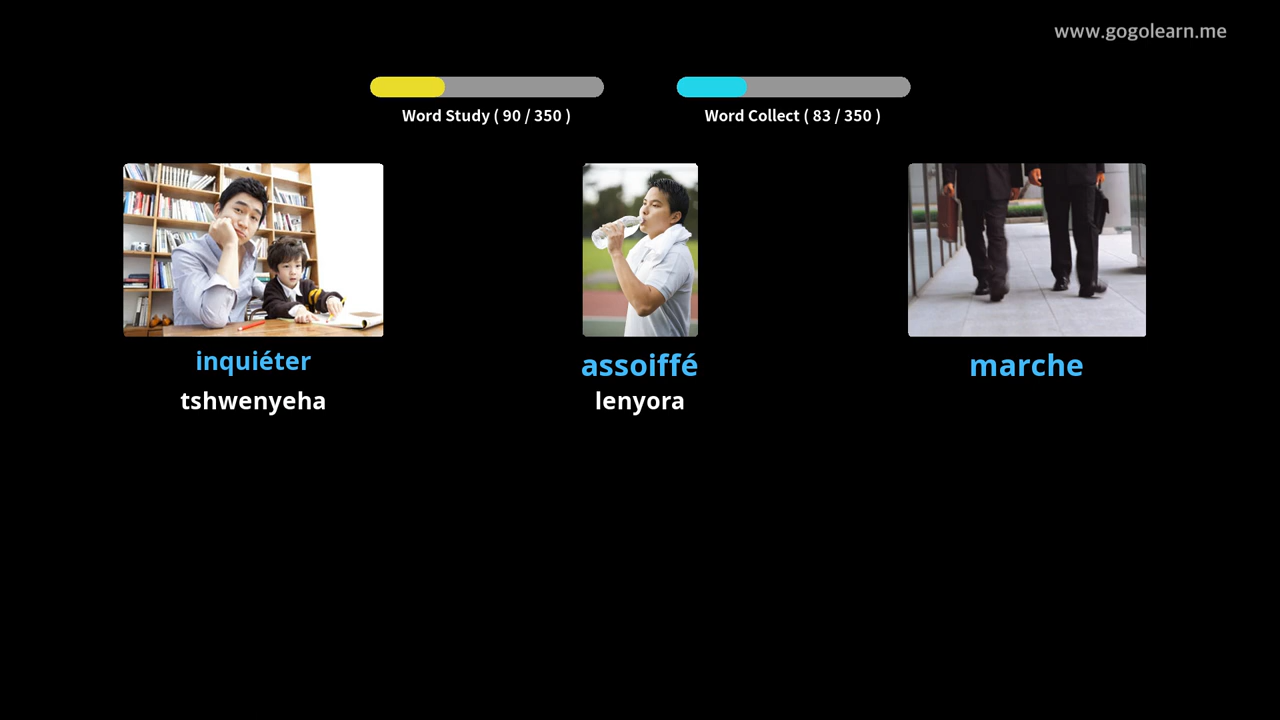 www.gogolearn.me
Word Study ( 90 / 350 )
Word Collect ( 83 / 350 )
inquiéter
tshwenyeha
assoiffé
lenyora
marche